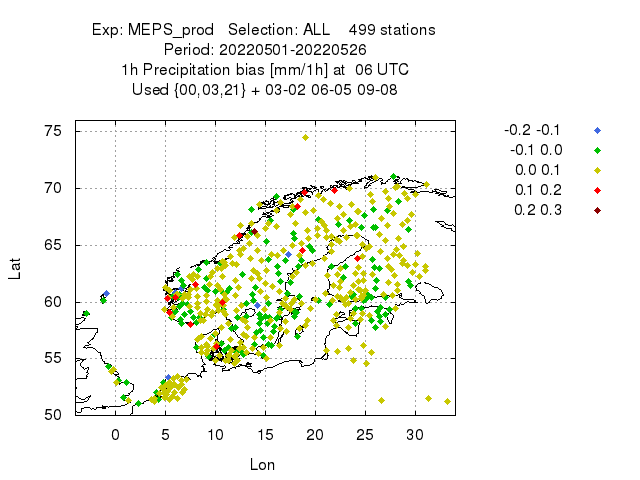 Exp: MEPS_prod   Selection: ALL    499 stations
Period: 20220501-20220526
1h Precipitation bias [mm/1h] at  06 UTC
Used {00,03,21} + 03-02 06-05 09-08
-0.2 -0.1
-0.1 0.0
0.0 0.1
0.1 0.2
0.2 0.3
Lat
75
70
65
60
55
50
0 5 10 15 20 25 30
Lon